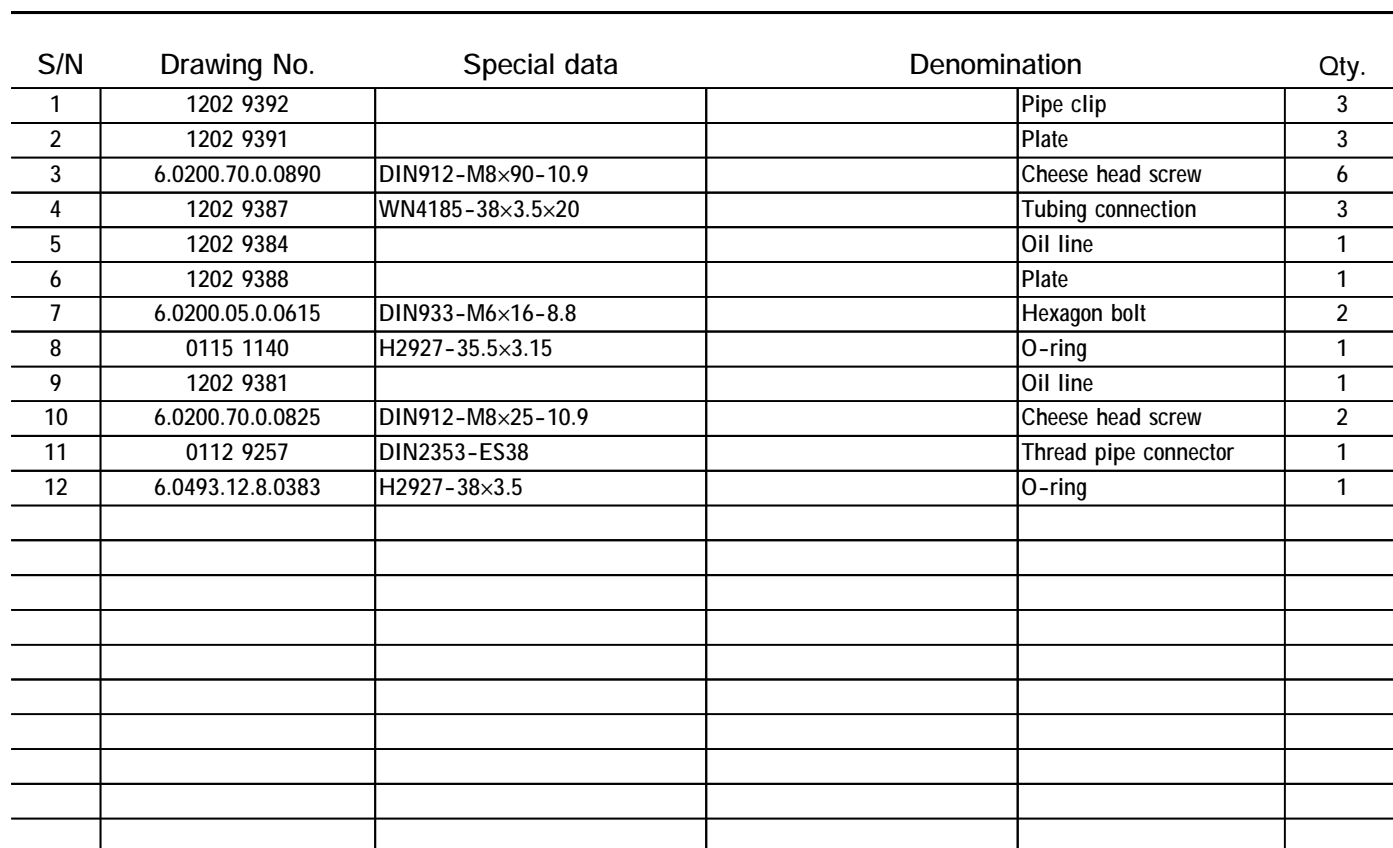 S/N Drawing No. Special data Denomination Qty.
1 1202 9392 Pipe clip 3
2 1202 9391 Plate 3
3 6.0200.70.0.0890 DIN912-M8×90-10.9 Cheese head screw 6
4 1202 9387 WN4185-38×3.5×20 Tubing connection 3
5 1202 9384 Oil line 1
6 1202 9388 Plate 1
7 6.0200.05.0.0615 DIN933-M6×16-8.8 Hexagon bolt 2
8 0115 1140 H2927-35.5×3.15 O-ring 1
9 1202 9381 Oil line 1
10 6.0200.70.0.0825 DIN912-M8×25-10.9 Cheese head screw 2
11 0112 9257 DIN2353-ES38 Thread pipe connector 1
12 6.0493.12.8.0383 H2927-38×3.5 O-ring 1